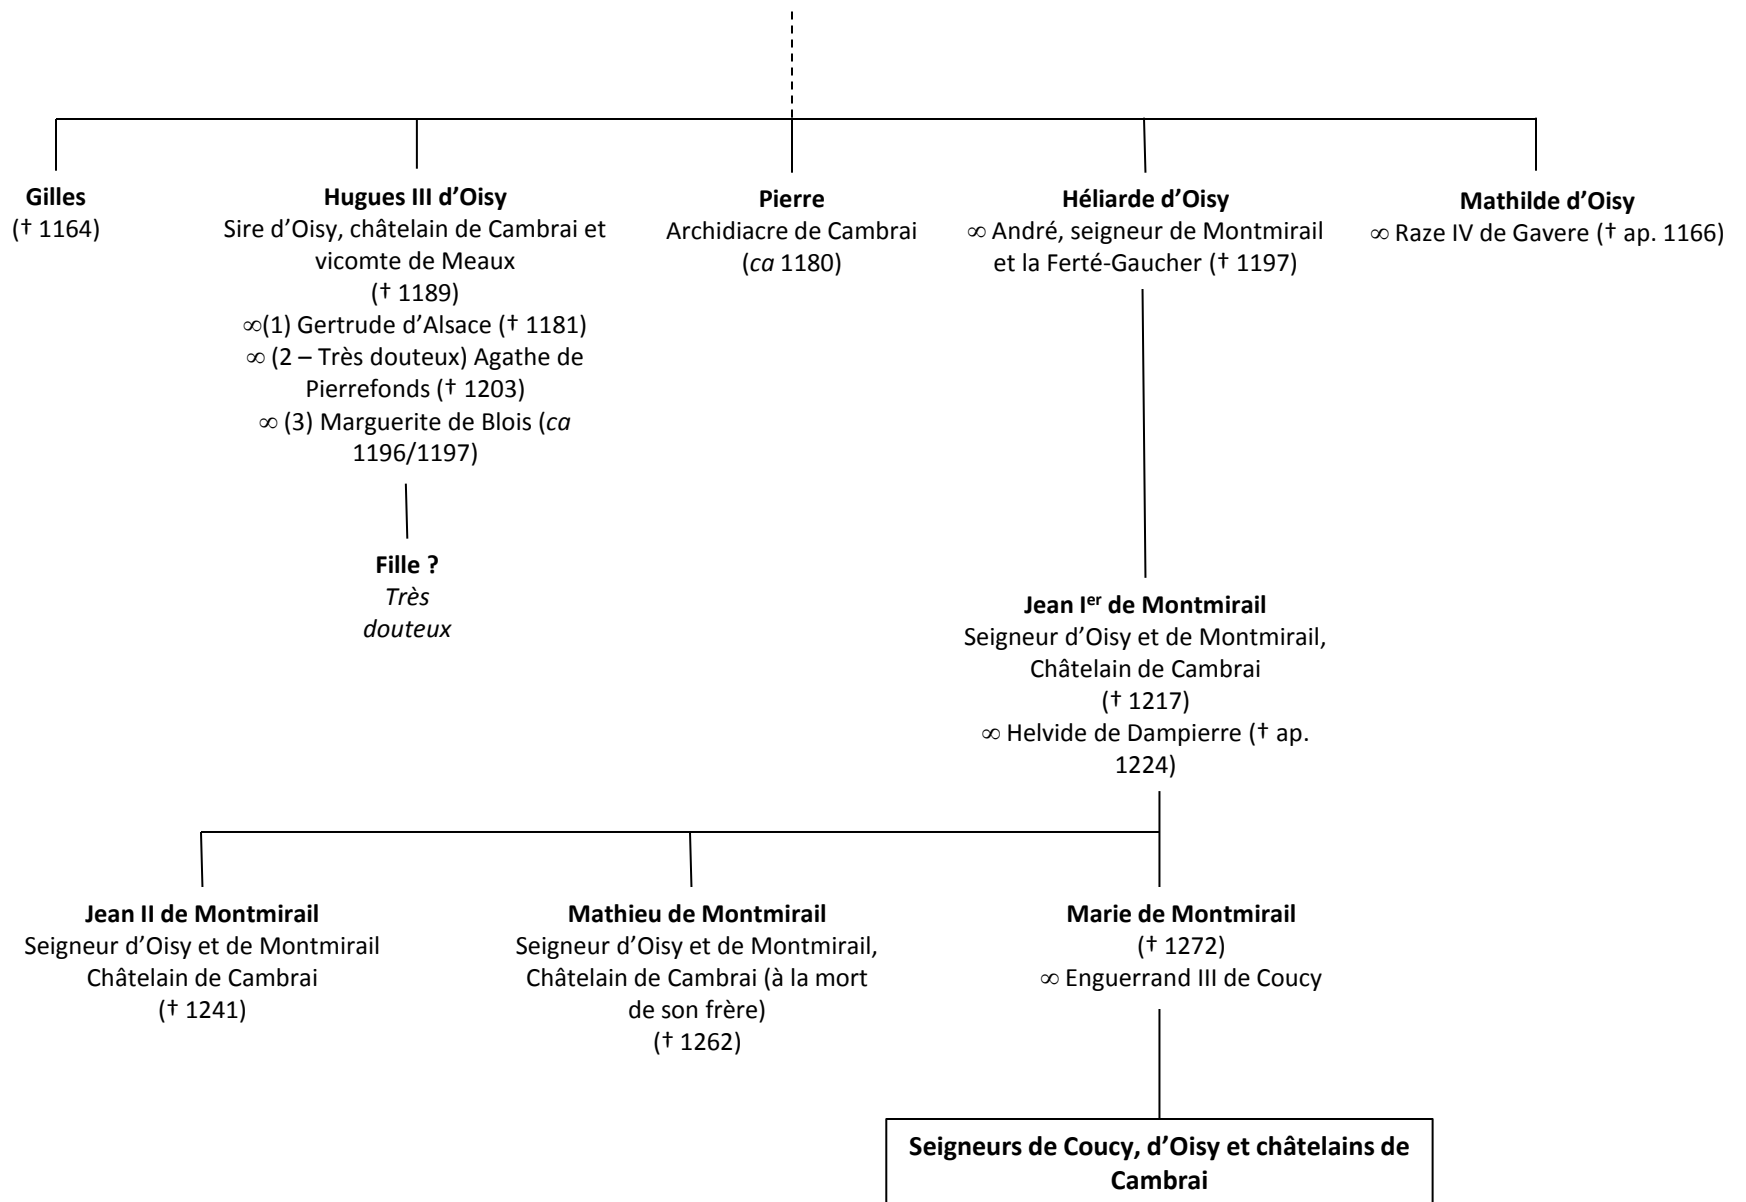 Gilles
(† 1164)
Hugues III d’Oisy
Sire d’Oisy, châtelain de Cambrai et
vicomte de Meaux
(† 1189)
∞(1) Gertrude d’Alsace († 1181)
∞ (2 – Très douteux) Agathe de
Pierrefonds († 1203)
∞ (3) Marguerite de Blois (ca
1196/1197)
Pierre
Archidiacre de Cambrai
(ca 1180)
Héliarde d’Oisy
∞ André, seigneur de Montmirail
et la Ferté-Gaucher († 1197)
Mathilde d’Oisy
∞ Raze IV de Gavere († ap. 1166)
Fille ?
Très
douteux
Jean Ier de Montmirail
Seigneur d’Oisy et de Montmirail,
Châtelain de Cambrai
(† 1217)
∞ Helvide de Dampierre († ap.
1224)
Jean II de Montmirail
Seigneur d’Oisy et de Montmirail
Châtelain de Cambrai
(† 1241)
Mathieu de Montmirail
Seigneur d’Oisy et de Montmirail,
Châtelain de Cambrai (à la mort
de son frère)
(† 1262)
Marie de Montmirail
(† 1272)
∞ Enguerrand III de Coucy
Seigneurs de Coucy, d’Oisy et châtelains de
Cambrai